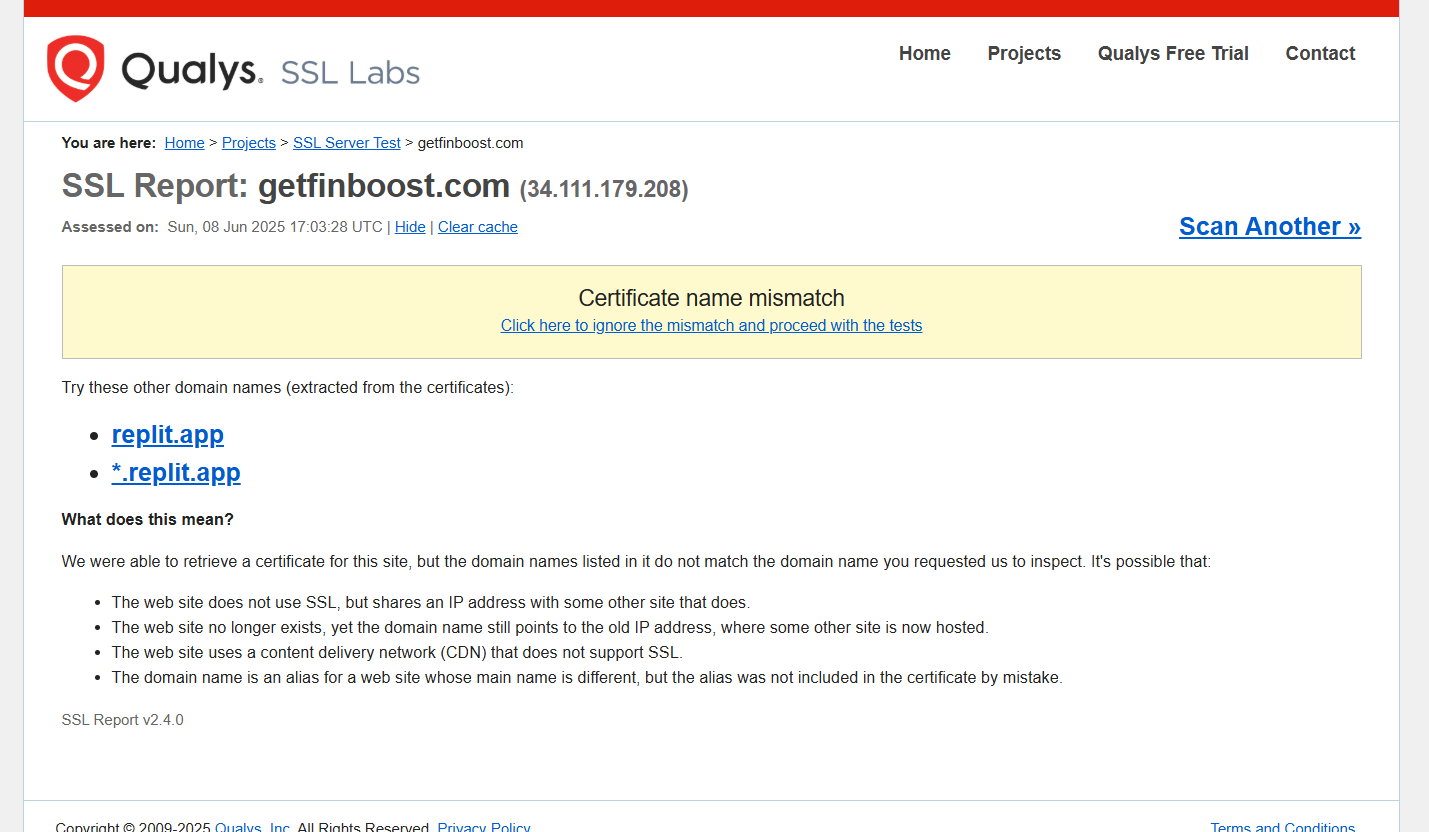 Qualys. SSL Labs
Home Projects Qualys Free Trial Contact
You are here: Home > Projects > SSL Server Test > getfinboost.com
SSL Report: getfinboost.com (34.111.179.208)
Assessed on: Sun, 08 Jun 2025 17:03:28 UTC | Hide | Clear cache
Scan Another »
Certificate name mismatch
Click here to ignore the mismatch and proceed with the tests
Try these other domain names (extracted from the certificates):
• replit.app
• *.replit.app
What does this mean?
We were able to retrieve a certificate for this site, but the domain names listed in it do not match the domain name you requested us to inspect. It's possible that:
• The web site does not use SSL, but shares an IP address with some other site that does.
• The web site no longer exists, yet the domain name still points to the old IP address, where some other site is now hosted.
• The web site uses a content delivery network (CDN) that does not support SSL.
• The domain name is an alias for a web site whose main name is different, but the alias was not included in the certificate by mistake.
SSL Report v2.4.0
Copyright © 2009-2025 Qualys, Inc. All Rights Reserved. Privacy Policy. Terms and Conditions